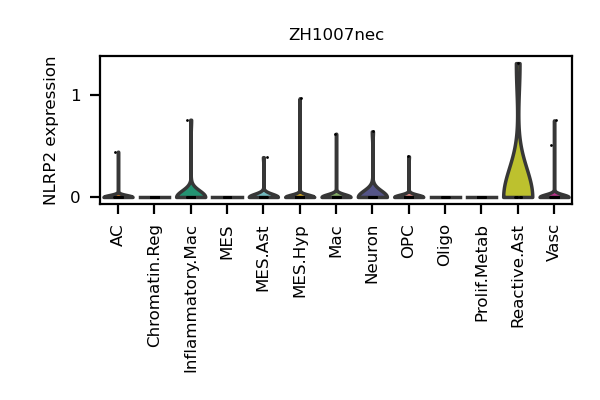 ZH1007nec
NLRP2 expression
1
0
AC
Chromatin.Reg
Inflammatory.Mac
MES
MES.Ast
MES.Hyp
Mac
Neuron
OPC
Oligo
Prolif.Metab
Reactive.Ast
Vasc